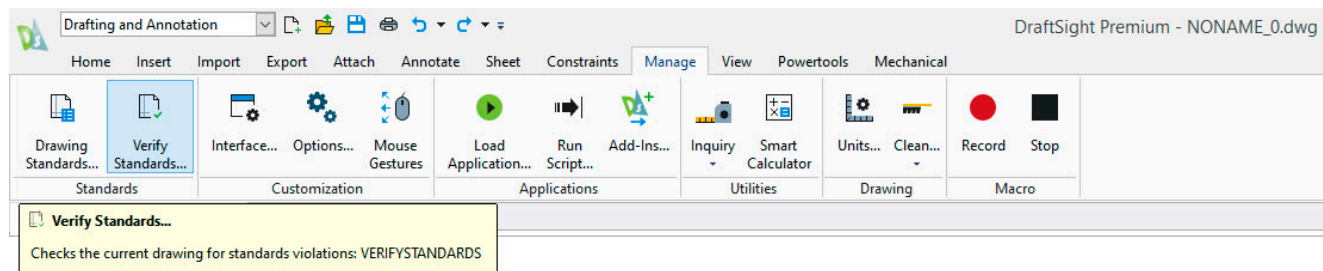 Drafting and Annotation
DraftSight Premium - NONAME_0.dwg
Home Insert Import Export Attach Annotate Sheet Constraints Manage View Powertools Mechanical
Drawing Verify Interface... Options... Mouse Load Run Add-Ins... Inquiry Smart Units... Clean... Record Stop
Standards... Standards... Gestures Application... Script... Calculator
Standards Customization Applications Utilities Drawing Macro
Verify Standards...
Checks the current drawing for standards violations: VERIFYSTANDARDS